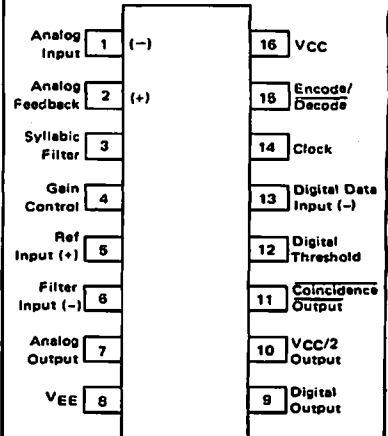 Analog
Input 1 (-)
Analog
Feedback 2 (+)
Syllabic
Filter 3
Gain
Control 4
Ref
Input (+) 5
Filter
Input (-) 6
Analog
Output 7
VEE 8
16 VCC
15 Encode/
Decode
14 Clock
13 Digital Data
Input (-)
12 Digital
Threshold
11 Coincidence
Output
10 VCC/2
Output
9 Digital
Output